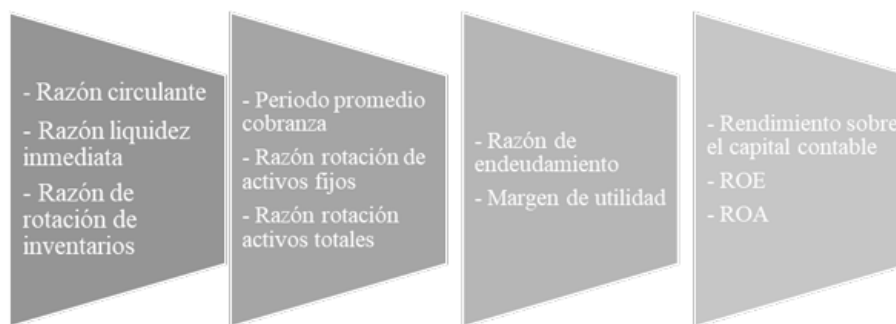 - Razón circulante
- Razón liquidez
inmediata
- Razón de
rotación de
inventarios
- Periodo promedio
cobranza
- Razón rotación de
activos fijos
- Razón rotación
activos totales
- Razón de
endeudamiento
- Margen de utilidad
- Rendimiento sobre
el capital contable
- ROE
- ROA